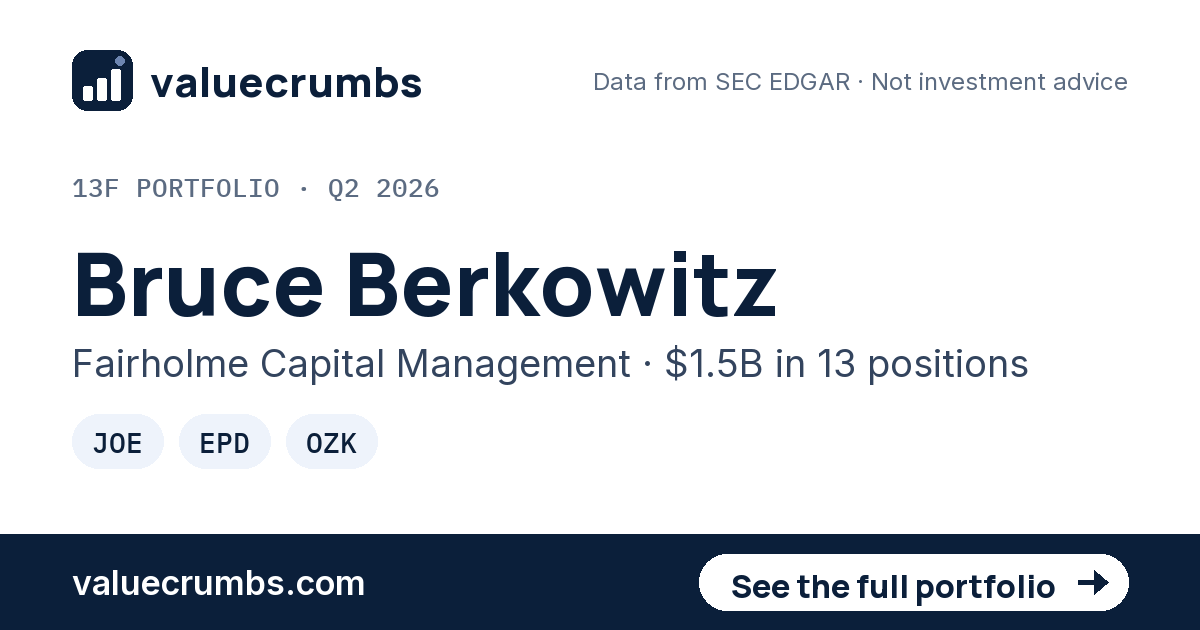 valuecrumbs
Data from SEC EDGAR · Not investment advice
13F PORTFOLIO · Q2 2026
Bruce Berkowitz
Fairholme Capital Management · $1.5B in 13 positions
JOE EPD OZK
valuecrumbs.com
See the full portfolio →